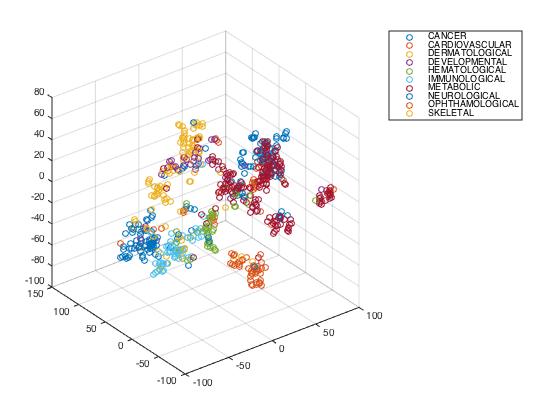 CANCER
CARDIOVASCULAR
DERMATOLOGICAL
DEVELOPMENTAL
HEMATOLOGICAL
IMMUNOLOGICAL
METABOLIC
NEUROLOGICAL
OPHTHAMOLOGICAL
SKELETAL
80
60
40
20
0
-20
-40
-60
-80
-100
150
100
50
0
-50
-100
-100
-50
0
50
100